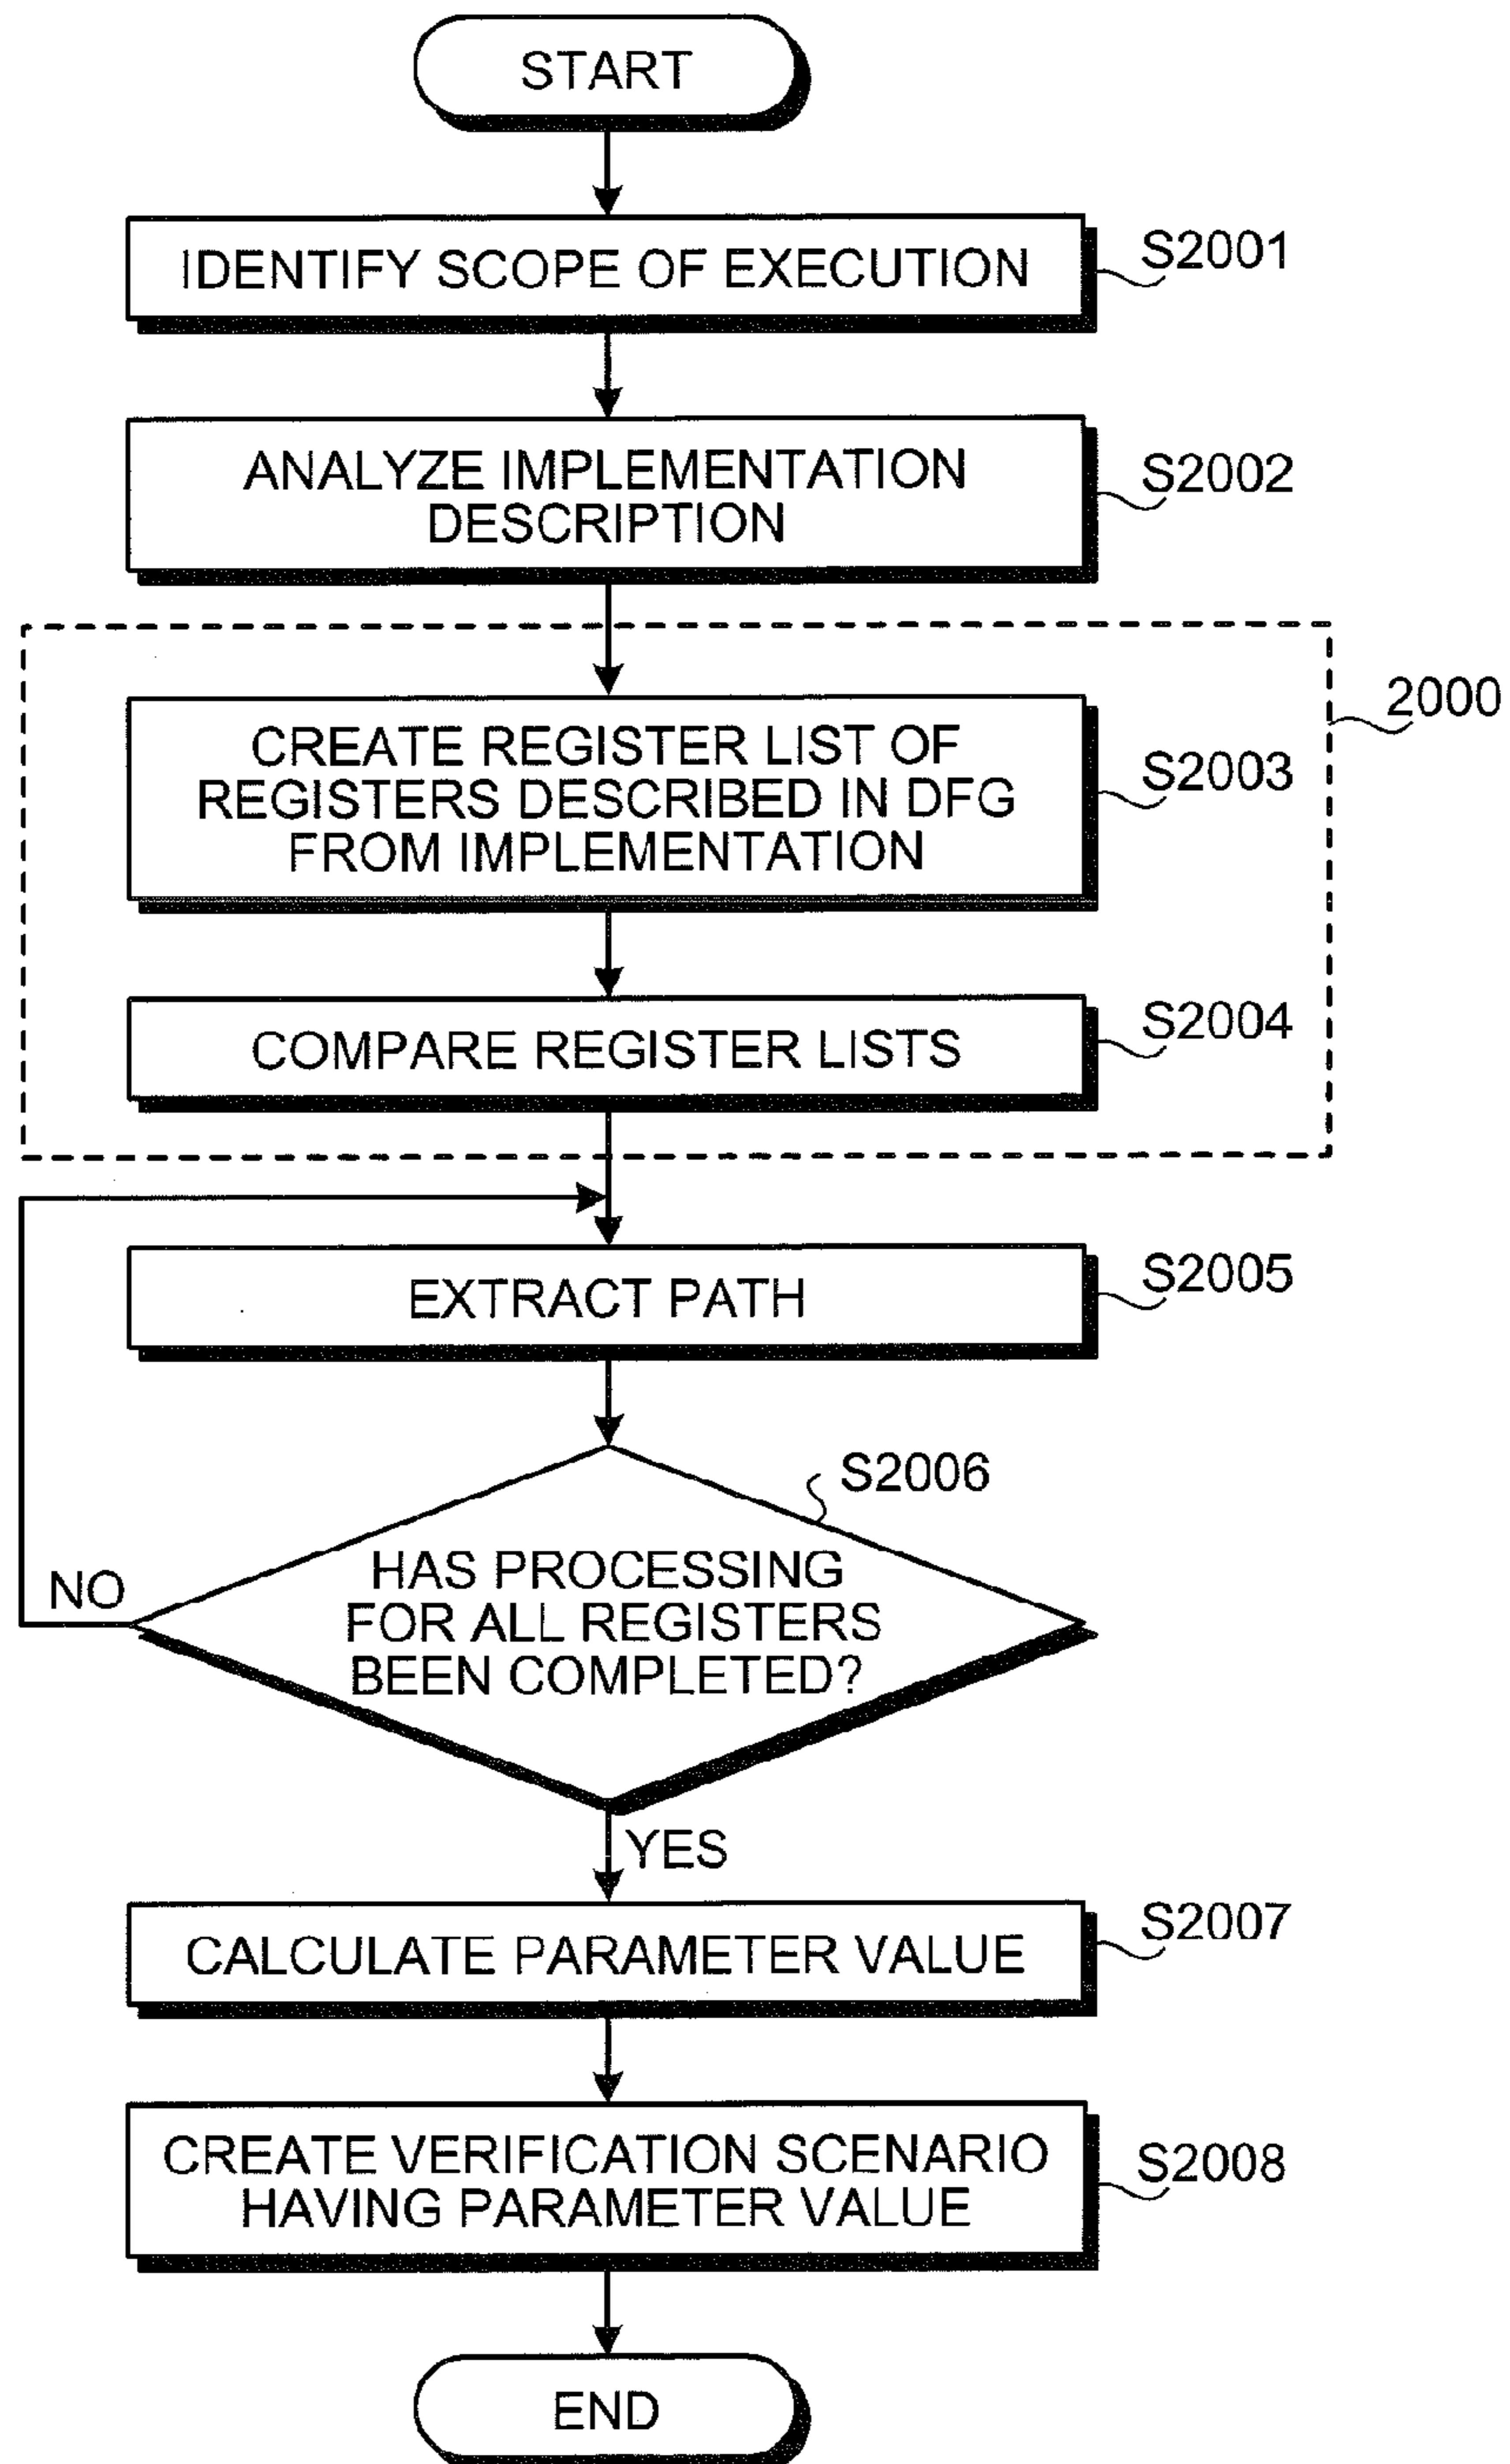 START
IDENTIFY SCOPE OF EXECUTION
S2001
ANALYZE IMPLEMENTATION
DESCRIPTION
S2002
2000
CREATE REGISTER LIST OF
REGISTERS DESCRIBED IN DFG
FROM IMPLEMENTATION
S2003
COMPARE REGISTER LISTS
S2004
EXTRACT PATH
S2005
S2006
HAS PROCESSING
FOR ALL REGISTERS
BEEN COMPLETED?
NO
YES
CALCULATE PARAMETER VALUE
S2007
CREATE VERIFICATION SCENARIO
HAVING PARAMETER VALUE
S2008
END